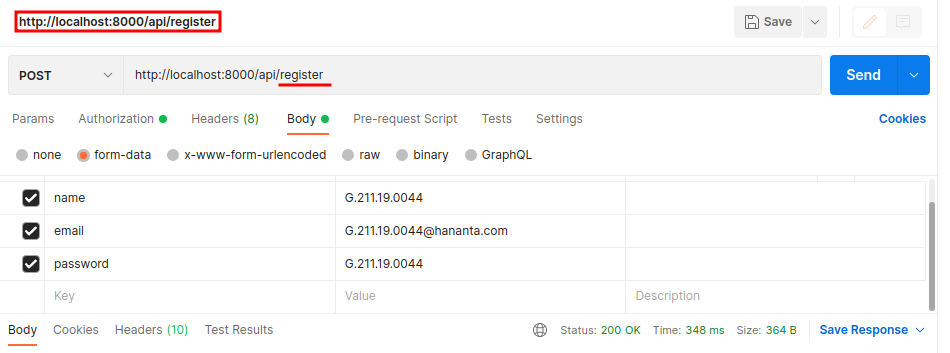 http://localhost:8000/api/register
Save
POST http://localhost:8000/api/register Send
Params Authorization Headers (8) Body Pre-request Script Tests Settings Cookies
none form-data x-www-form-urlencoded raw binary GraphQL
name G.211.19.0044
email G.211.19.0044@hananta.com
password G.211.19.0044
Key Value Description
Body Cookies Headers (10) Test Results Status: 200 OK Time: 348 ms Size: 364 B Save Response